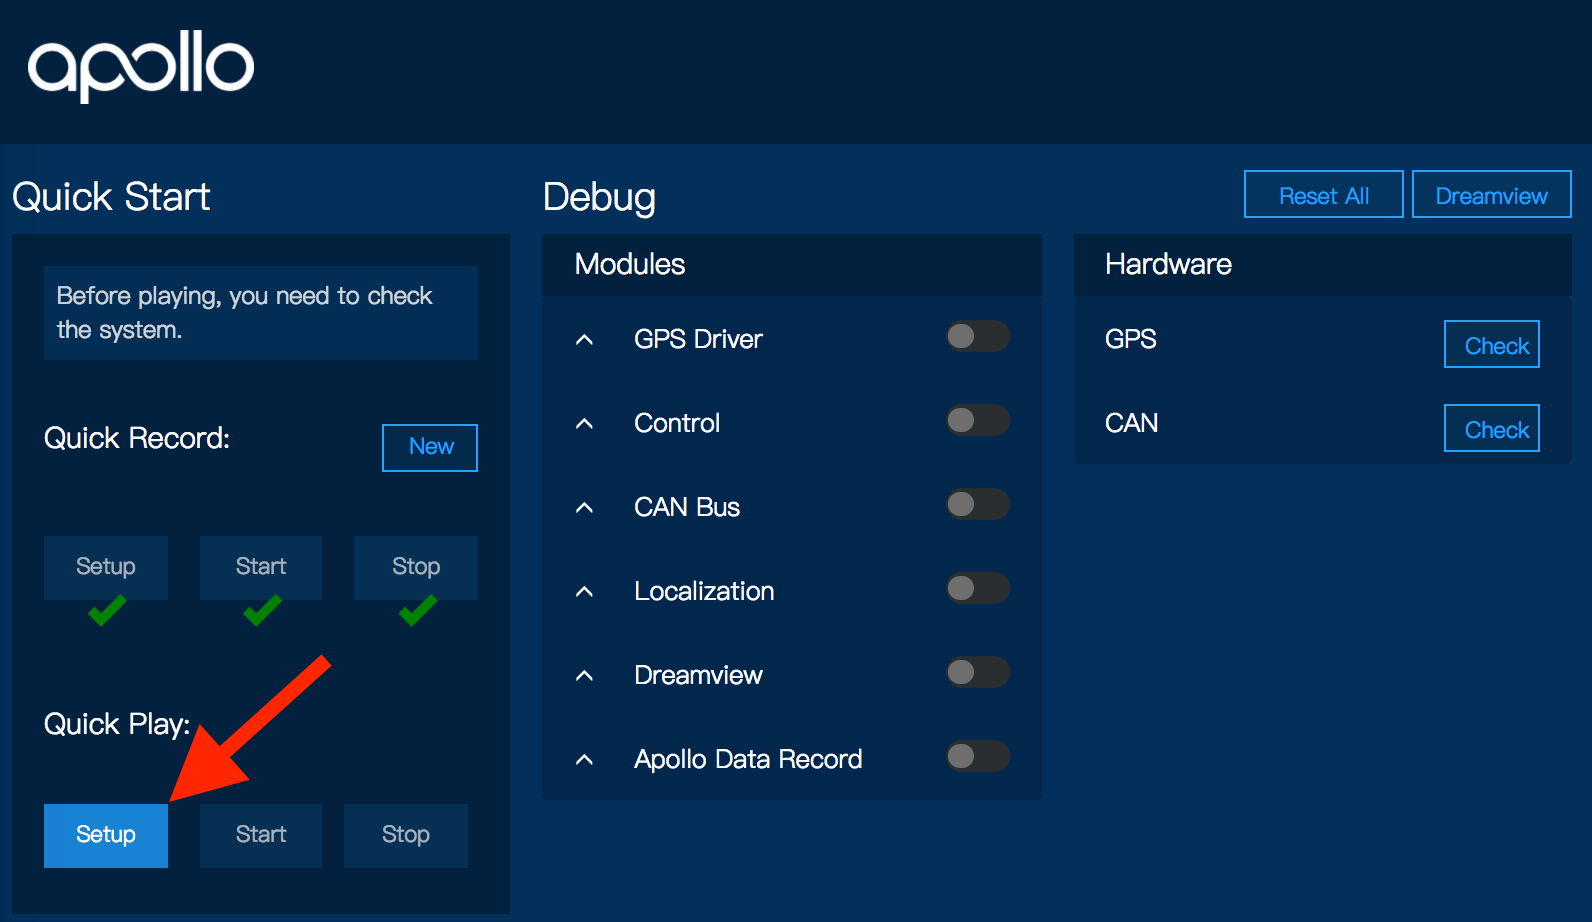 apollo
Quick Start
Before playing, you need to check
the system.
Quick Record:
New
Setup
Start
Stop
Quick Play:
Setup
Start
Stop
Debug
Reset All
Dreamview
Modules
GPS Driver
Control
CAN Bus
Localization
Dreamview
Apollo Data Record
Hardware
GPS
Check
CAN
Check